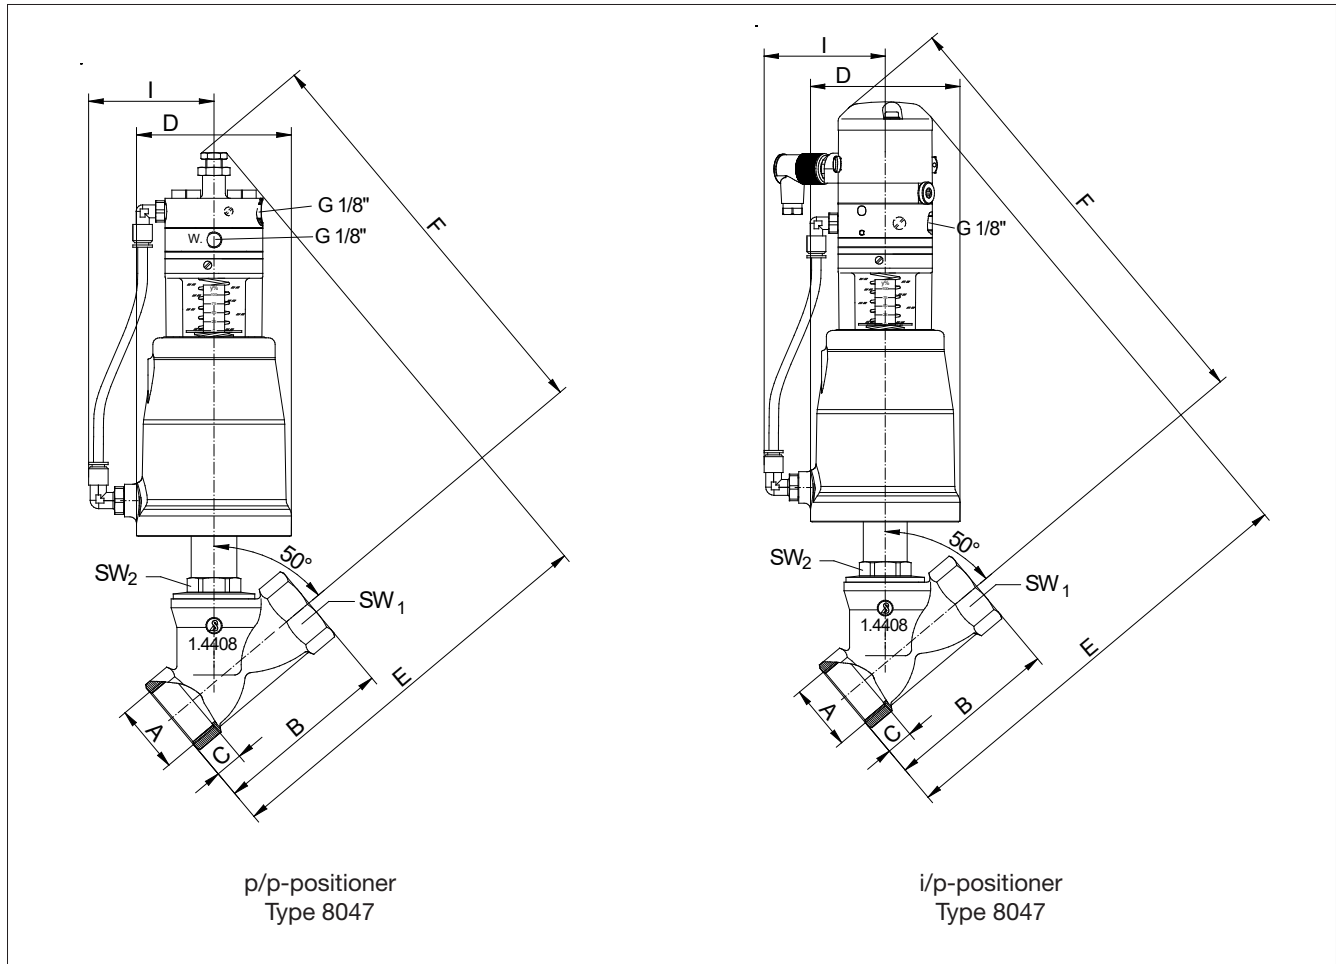 I
D
F
G 1/8"
G 1/8"
W.
50°
SW2
SW1
1.4408
A
B
C
E
p/p-positioner
Type 8047
I
D
F
G 1/8"
50°
SW2
SW1
1.4408
A
B
C
E
i/p-positioner
Type 8047